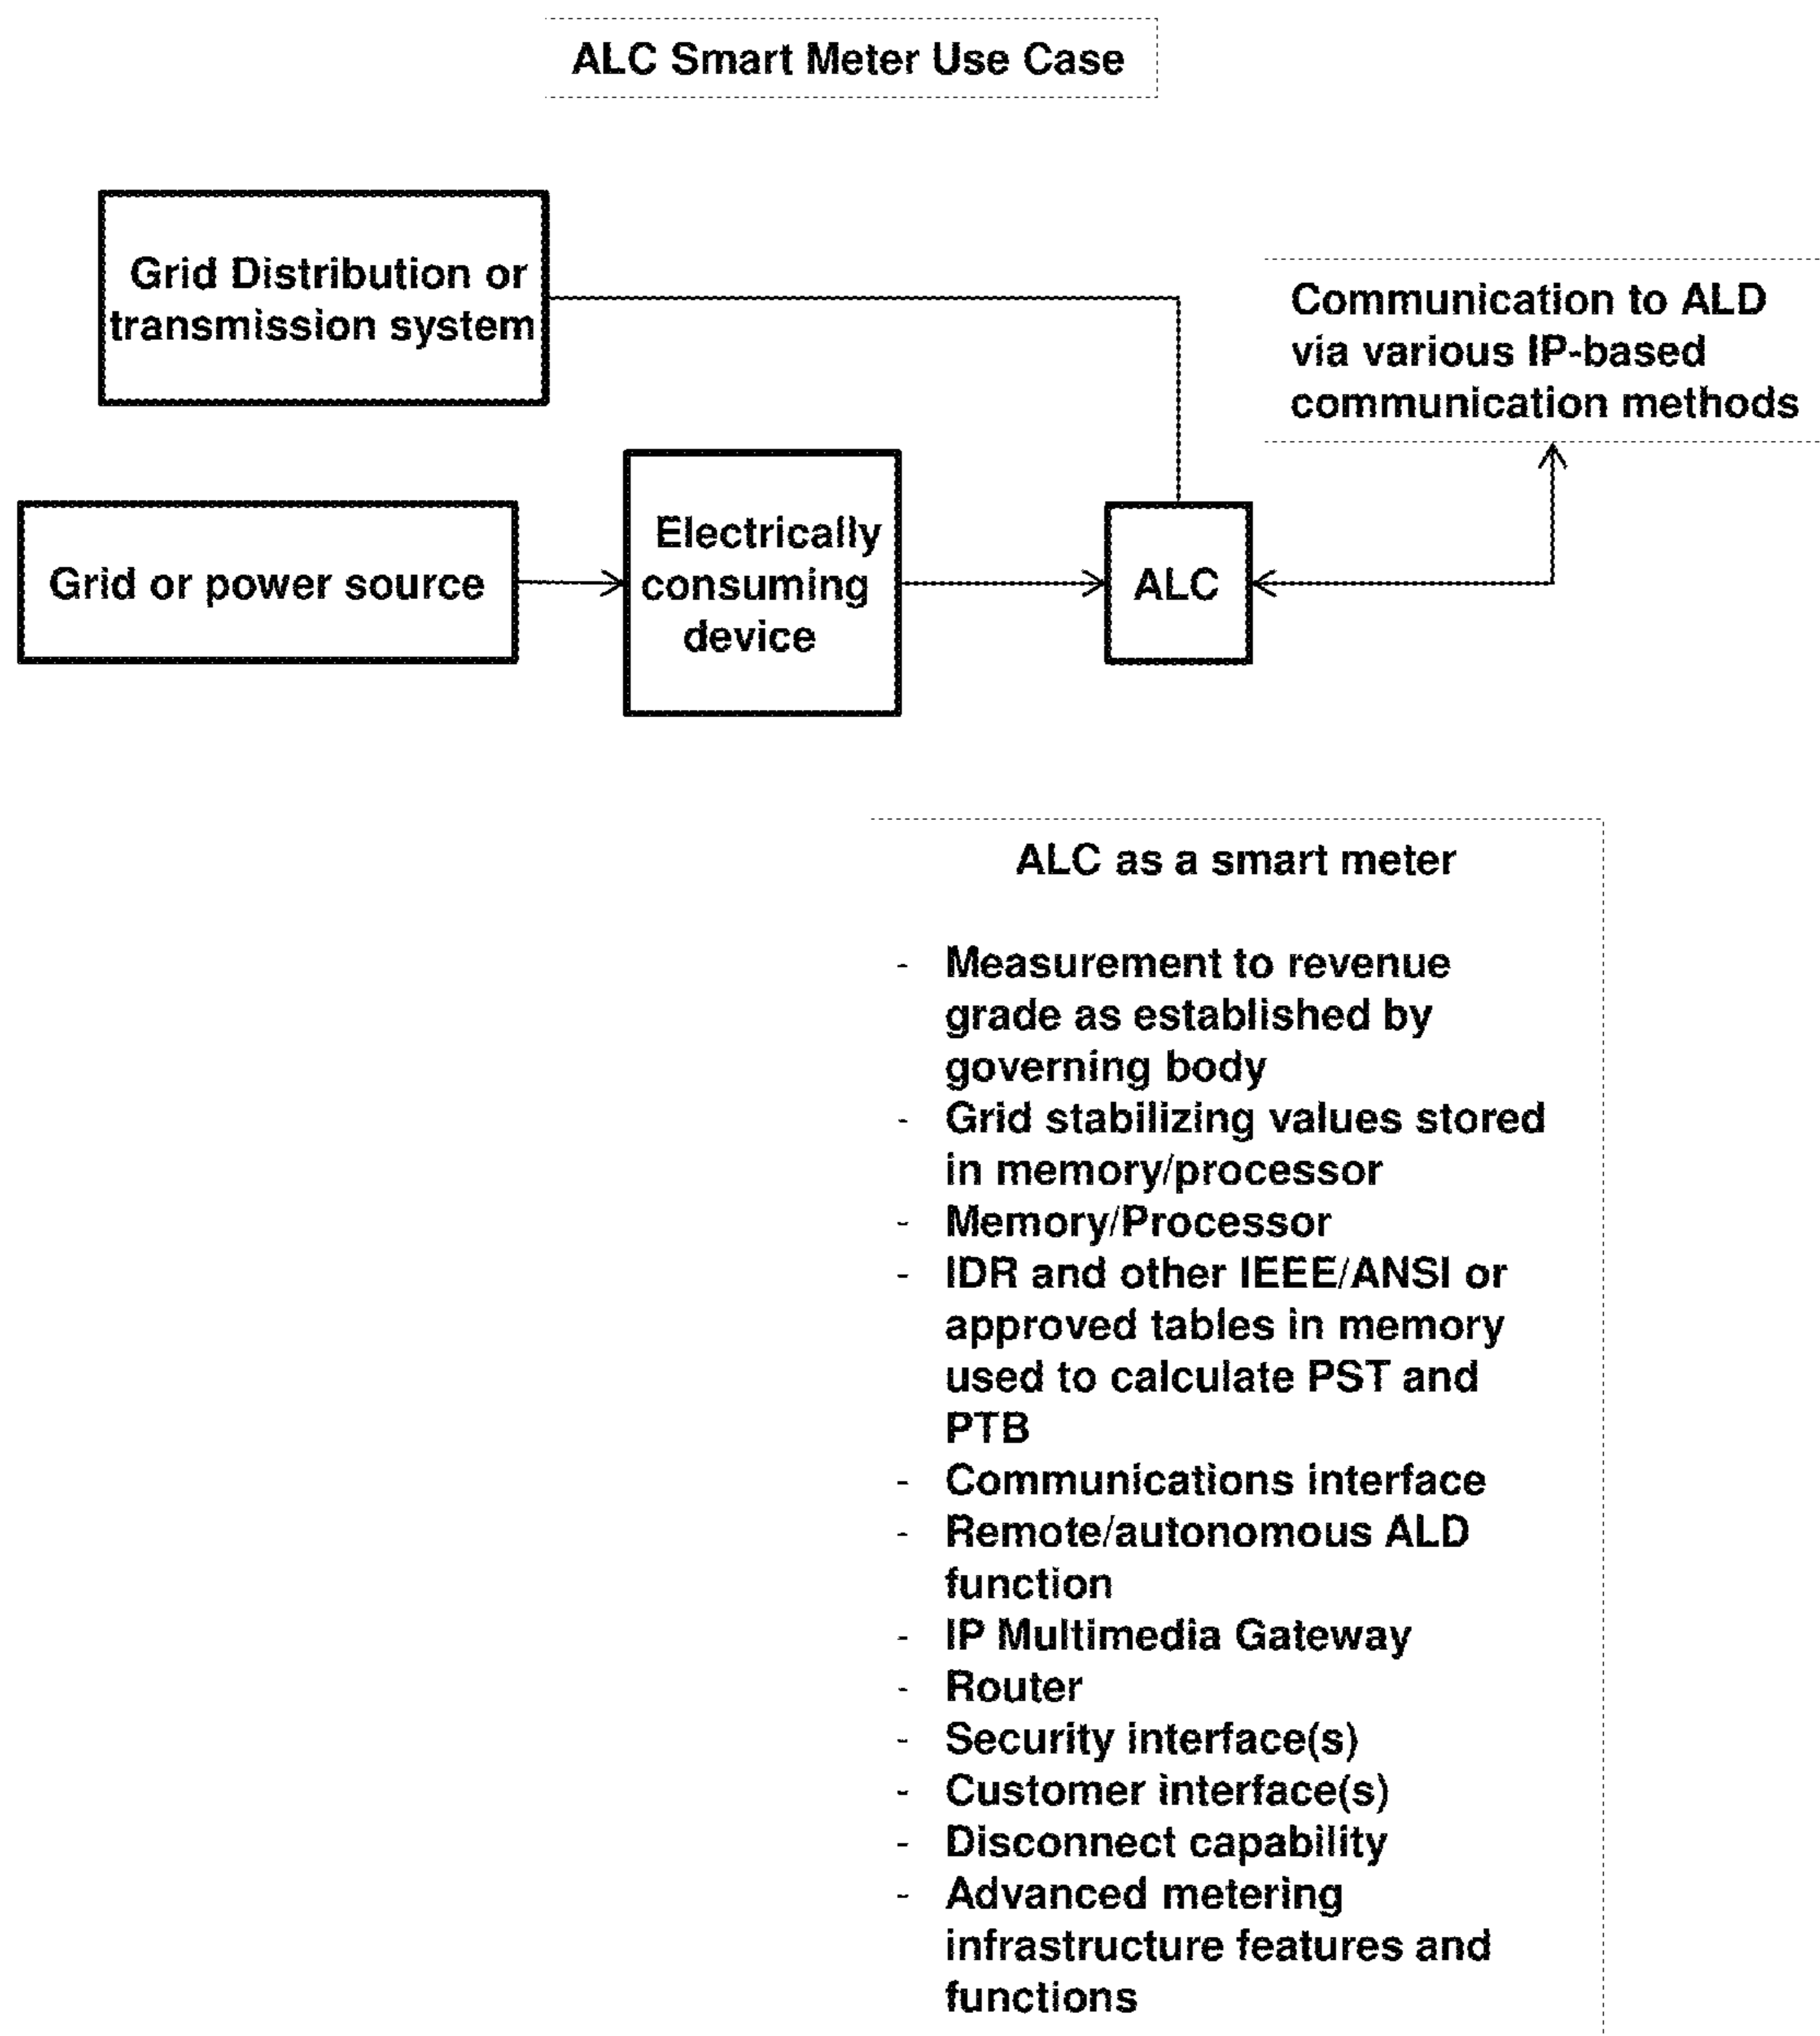 ALC Smart Meter Use Case
Grid Distribution or
transmission system
Communication to ALD
via various IP-based
communication methods
Grid or power source
Electrically
consuming
device
ALC
ALC as a smart meter
- Measurement to revenue
grade as established by
governing body
- Grid stabilizing values stored
in memory/processor
- Memory/Processor
- IDR and other IEEE/ANSI or
approved tables in memory
used to calculate PST and
PTB
- Communications interface
- Remote/autonomous ALD
function
- IP Multimedia Gateway
- Router
- Security interface(s)
- Customer interface(s)
- Disconnect capability
- Advanced metering
infrastructure features and
functions